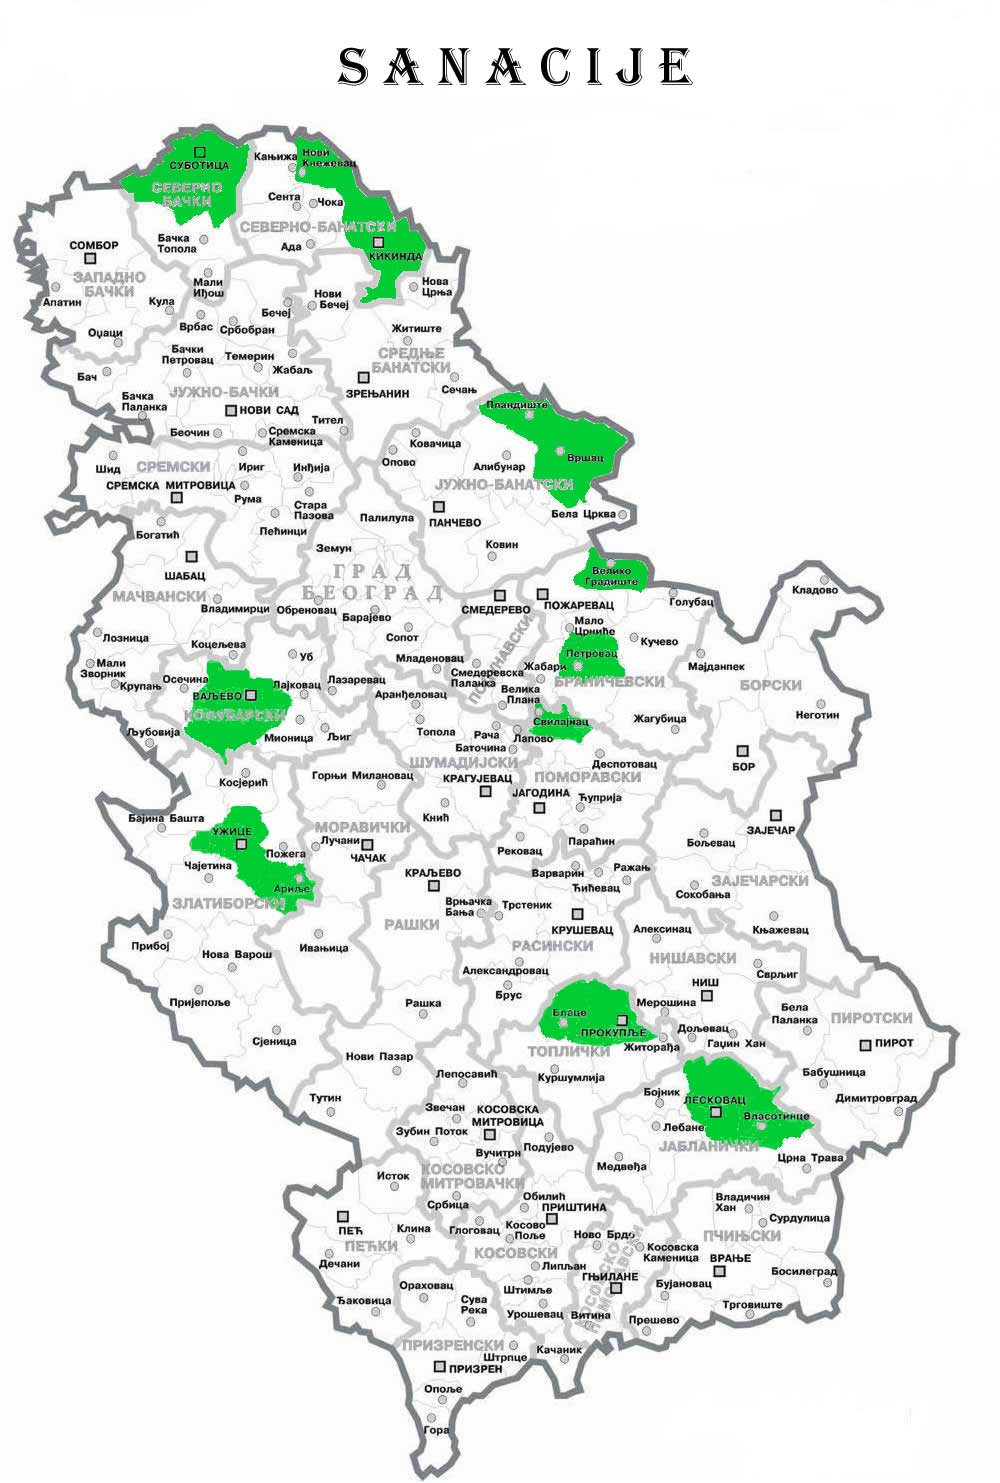 SANACIJE
СУБОТИЦА
СЕВЕРНО
БАЧКИ
Кањижа
Нови
Кнежевац
Сента
Чока
СЕВЕРНО-БАНАТСКИ
Ада
КИКИНДА
Бачка
Топола
СОМБОР
ЗАПАДНО
БАЧКИ
Апатин
Кула
Оџаци
Мали
Иђош
Врбас
Србобран
Бечеј
Нови
Бечеј
Нова
Црња
Житиште
СРЕДЊЕ
БАНАТСКИ
ЗРЕЊАНИН
Сечањ
Бач
Бачки
Петровац
Темерин
Жабаљ
ЈУЖНО-БАЧКИ
Бачка
Паланка
НОВИ САД
Беочин
Сремска
Каменица
Тител
Пландиште
Вршац
Ковачица
Опово
Алибунар
ЈУЖНО-БАНАТСКИ
Бела Црква
ПАНЧЕВО
Ковин
Шид
СРЕМСКИ
Ириг
Инђија
СРЕМСКА МИТРОВИЦА
Рума
Стара
Пазова
Пећинци
Палилула
Земун
ГРАД
БЕОГРАД
Обреновац
Барајево
Сопот
Младеновац
Лазаревац
Богатић
ШАБАЦ
МАЧВАНСКИ
Владимирци
Лозница
Коцељева
Мали
Зворник
Крупањ
Љубовија
Осечина
Уб
ВАЉЕВО
Лајковац
КОЛУБАРСКИ
Мионица
Љиг
СМЕДЕРЕВО
ПОДУНАВСКИ
Смедеревска
Паланка
Велика
Плана
ПОЖАРЕВАЦ
Велико
Градиште
Голубац
Мало
Црниће
Кучево
Петровац
Жабари
БРАНИЧЕВСКИ
Жагубица
Кладово
Мајданпек
БОРСКИ
Неготин
БОР
Аранђеловац
Топола
Рача
Лапово
Баточина
ШУМАДИЈСКИ
КРАГУЈЕВАЦ
Кнић
Свилајнац
Деспотовац
ПОМОРАВСКИ
ЈАГОДИНА
Ћуприја
Параћин
Рековац
Косјерић
Бајина Башта
УЖИЦЕ
Пожега
Чајетина
Ариље
ЗЛАТИБОРСКИ
Прибој
Нова Варош
Пријепоље
Сјеница
Горњи Милановац
МОРАВИЧКИ
Лучани
ЧАЧАК
Ивањица
КРАЉЕВО
Врњачка
Бања
РАШКИ
Рашка
Нови Пазар
Тутин
Варварин
Ћићевац
Трстеник
КРУШЕВАЦ
РАСИНСКИ
Александровац
Брус
ЗАЈЕЧАР
Бољевац
Сокобања
ЗАЈЕЧАРСКИ
Књажевац
Ражањ
Алексинац
НИШАВСКИ
Сврљиг
НИШ
Мерошина
Дољевац
Гаџин Хан
Бела
Паланка
ПИРОТСКИ
ПИРОТ
Бабушница
Димитровград
Блаце
ПРОКУПЉЕ
Житорађа
ТОПЛИЧКИ
Куршумлија
Бојник
ЛЕСКОВАЦ
Власотинце
Лебане
ЈАБЛАНИЧКИ
Медвеђа
Црна Трава
Лепосавић
Звечан
КОСОВСКА
МИТРОВИЦА
Зубин Поток
Вучитрн
КОСОВСКО
МИТРОВАЧКИ
Србица
Подујево
Обилић
ПРИШТИНА
Косово
Поље
Глоговац
КОСОВСКИ
Липљан
Штимље
Урошевац
Штрпце
Качаник
Исток
ПЕЋ
Клина
ПЕЋКИ
Дечани
Ђаковица
Ораховац
Сува
Река
ПРИЗРЕНСКИ
ПРИЗРЕН
Опоље
Гора
Ново Брдо
Косовска
Каменица
ГЊИЛАНЕ
Витина
Владичин
Хан
Сурдулица
ПЧИЊСКИ
ВРАЊЕ
Босилеград
Бујановац
Трговиште
Прешево